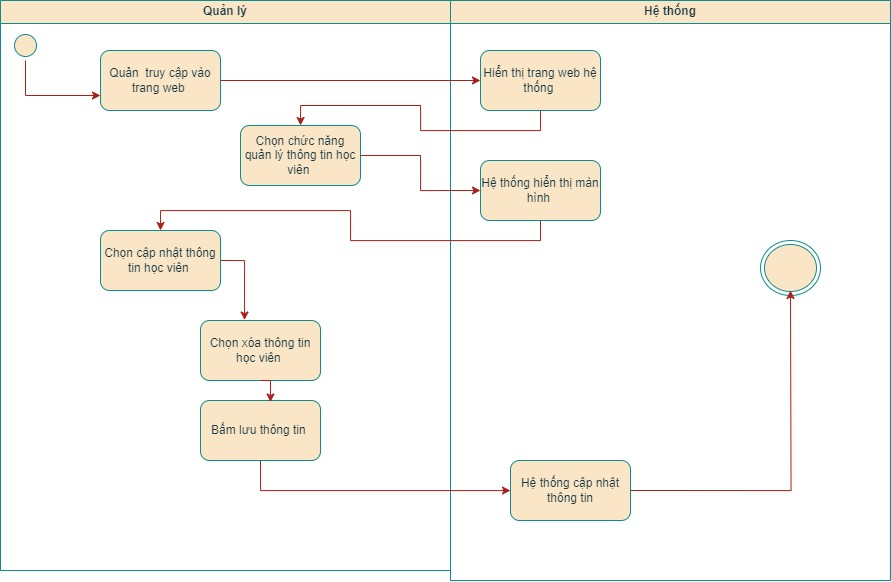 Quản lý
Hệ thống
Quản  truy cập vào
trang web
Hiển thị trang web hệ
thống
Chọn chức năng
quản lý thông tin học
viên
Hệ thống hiển thị màn
hình
Chọn cập nhật thông
tin học viên
Chọn xóa thông tin
học viên
Bấm lưu thông tin
Hệ thống cập nhật
thông tin